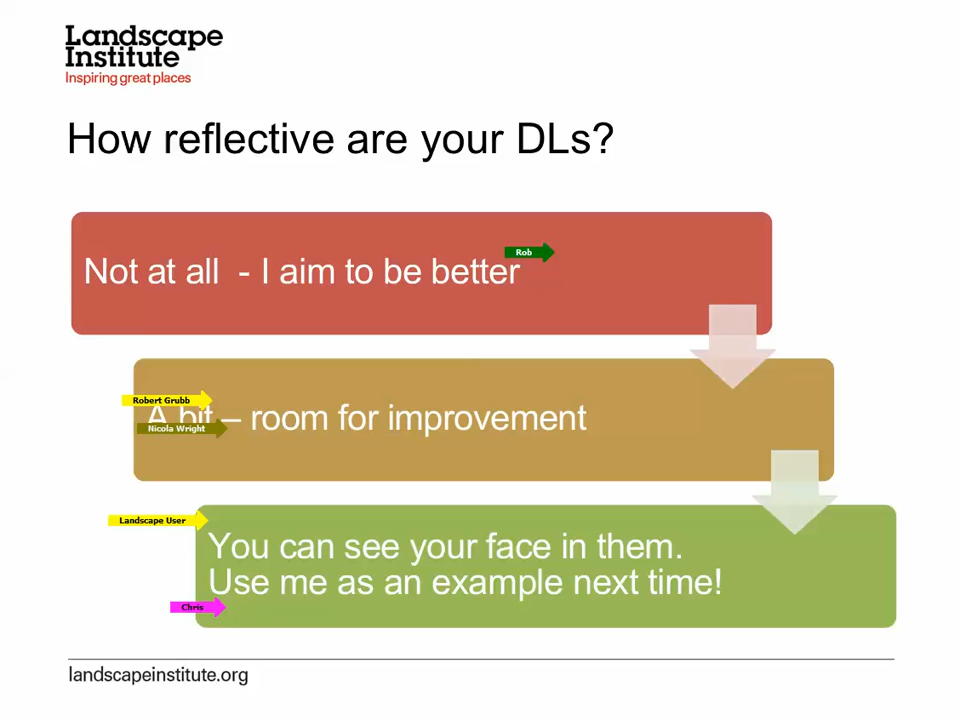 Landscape
Institute
Inspiring great places
How reflective are your DLs?
Rob
Not at all - I aim to be better
Robert Grubb
A bit – room for improvement
Nicola Wright
Landscape User
You can see your face in them.
Use me as an example next time!
Chris
landscapeinstitute.org